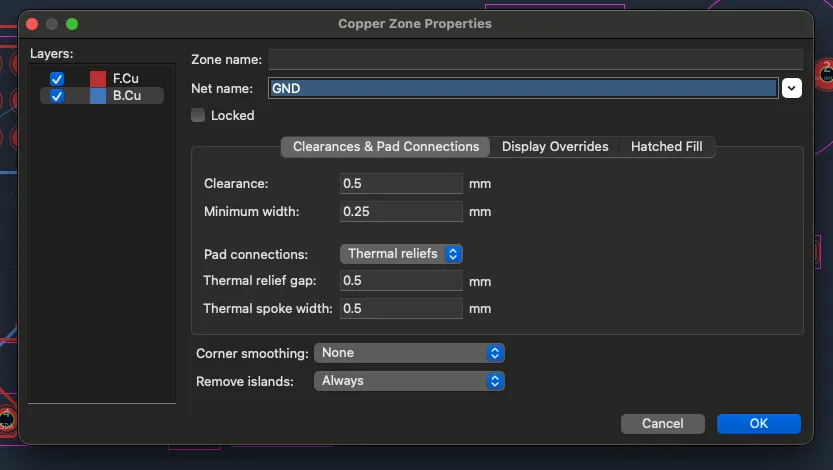 Copper Zone Properties
Layers:
F.Cu
B.Cu
Zone name:
Net name: GND
Locked
Clearances & Pad Connections Display Overrides Hatched Fill
Clearance: 0.5 mm
Minimum width: 0.25 mm
Pad connections: Thermal reliefs
Thermal relief gap: 0.5 mm
Thermal spoke width: 0.5 mm
Corner smoothing: None
Remove islands: Always
Cancel OK
2
4